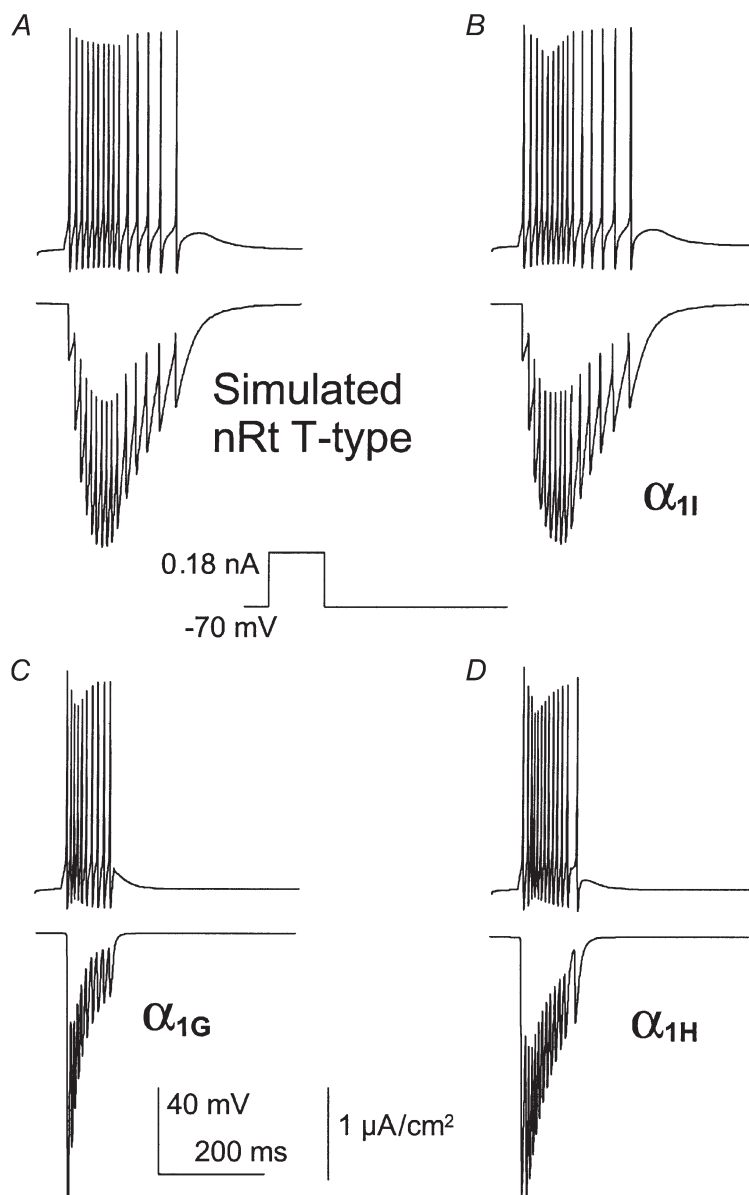 A
B
Simulated
nRt T-type
α1I
0.18 nA
-70 mV
C
D
α1G
α1H
40 mV
200 ms
1 µA/cm²